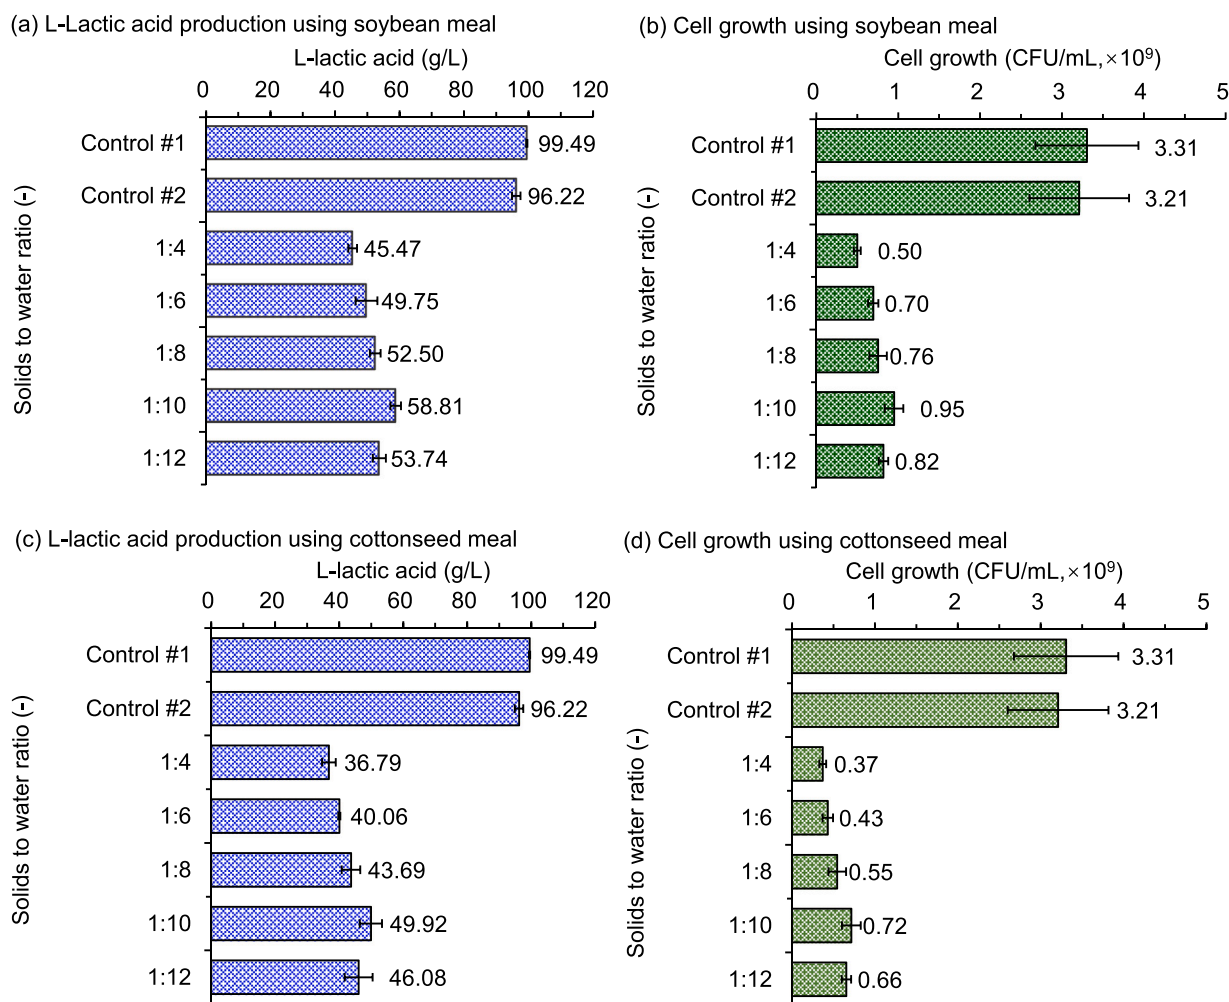 (a) L-Lactic acid production using soybean meal
L-lactic acid (g/L)
0 20 40 60 80 100 120
Solids to water ratio (-)
Control #1 99.49
Control #2 96.22
1:4 45.47
1:6 49.75
1:8 52.50
1:10 58.81
1:12 53.74
(b) Cell growth using soybean meal
Cell growth (CFU/mL,×10⁹)
0 1 2 3 4 5
Solids to water ratio (-)
Control #1 3.31
Control #2 3.21
1:4 0.50
1:6 0.70
1:8 0.76
1:10 0.95
1:12 0.82
(c) L-lactic acid production using cottonseed meal
L-lactic acid (g/L)
0 20 40 60 80 100 120
Solids to water ratio (-)
Control #1 99.49
Control #2 96.22
1:4 36.79
1:6 40.06
1:8 43.69
1:10 49.92
1:12 46.08
(d) Cell growth using cottonseed meal
Cell growth (CFU/mL,×10⁹)
0 1 2 3 4 5
Solids to water ratio (-)
Control #1 3.31
Control #2 3.21
1:4 0.37
1:6 0.43
1:8 0.55
1:10 0.72
1:12 0.66